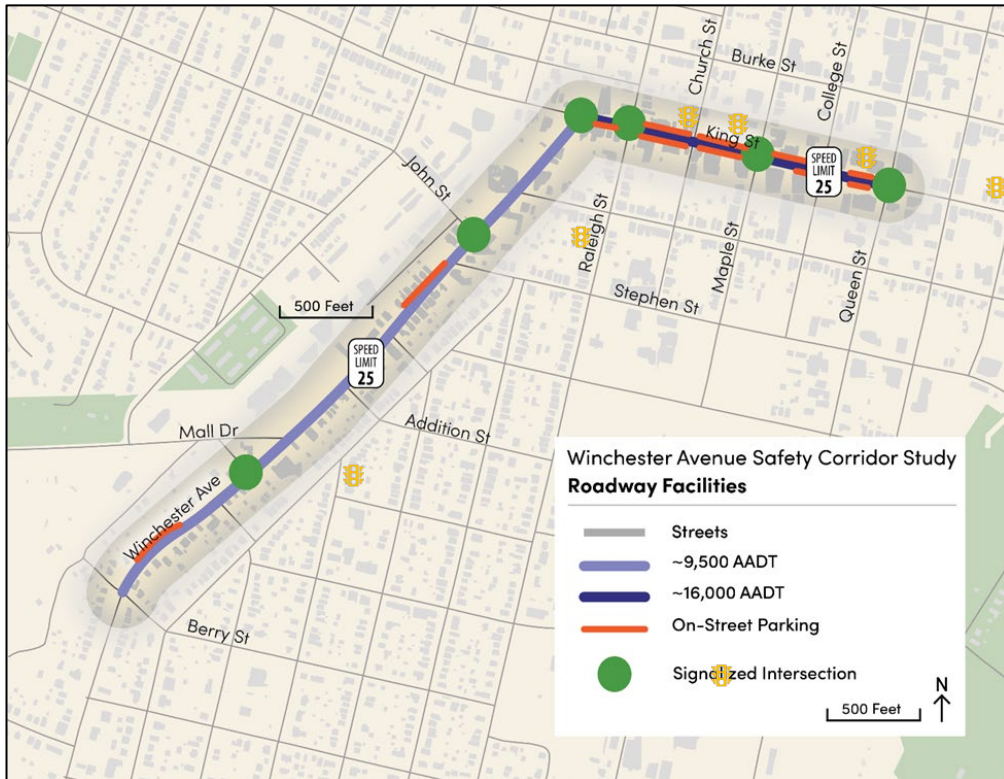 Church St
College St
Burke St
King St
SPEED
LIMIT
25
John St
Raleigh St
Maple St
Queen St
Stephen St
500 Feet
SPEED
LIMIT
25
Addition St
Mall Dr
Winchester Ave
Berry St
Winchester Avenue Safety Corridor Study
Roadway Facilities
Streets
~9,500 AADT
~16,000 AADT
On-Street Parking
Signalized Intersection
500 Feet
N